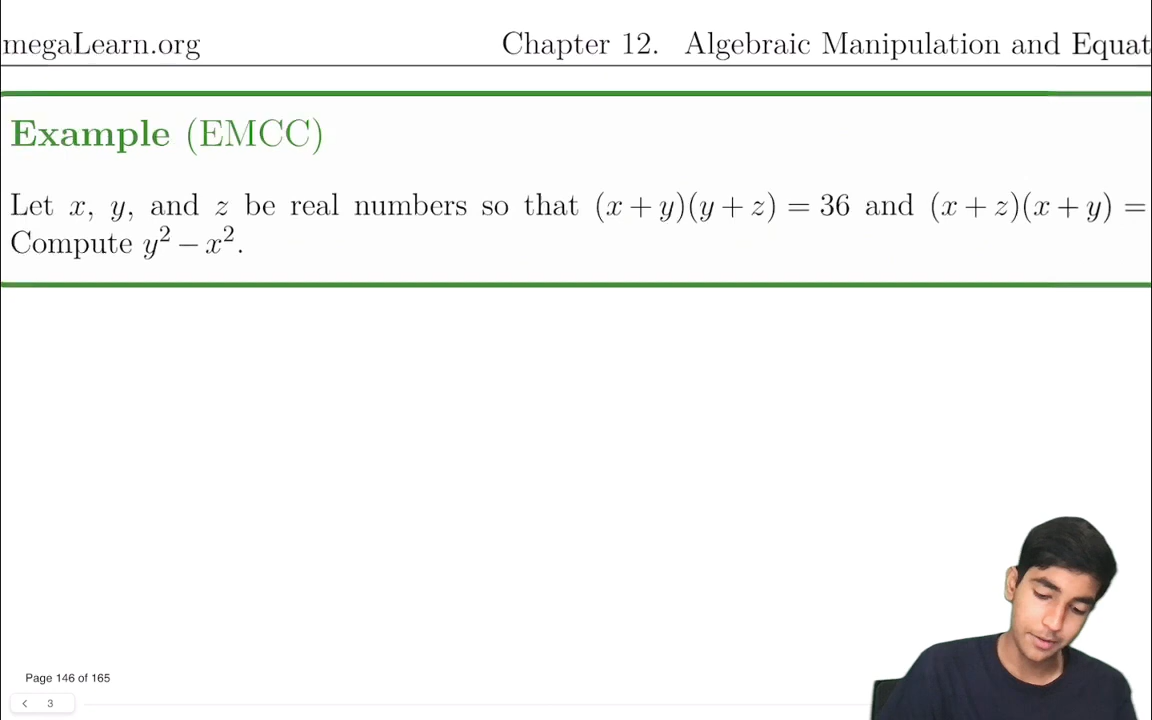 megaLearn.org Chapter 12. Algebraic Manipulation and Equat
Example (EMCC)
Let x, y, and z be real numbers so that (x + y)(y + z) = 36 and (x + z)(x + y) =
Compute y² − x².
Page 146 of 165
< 3